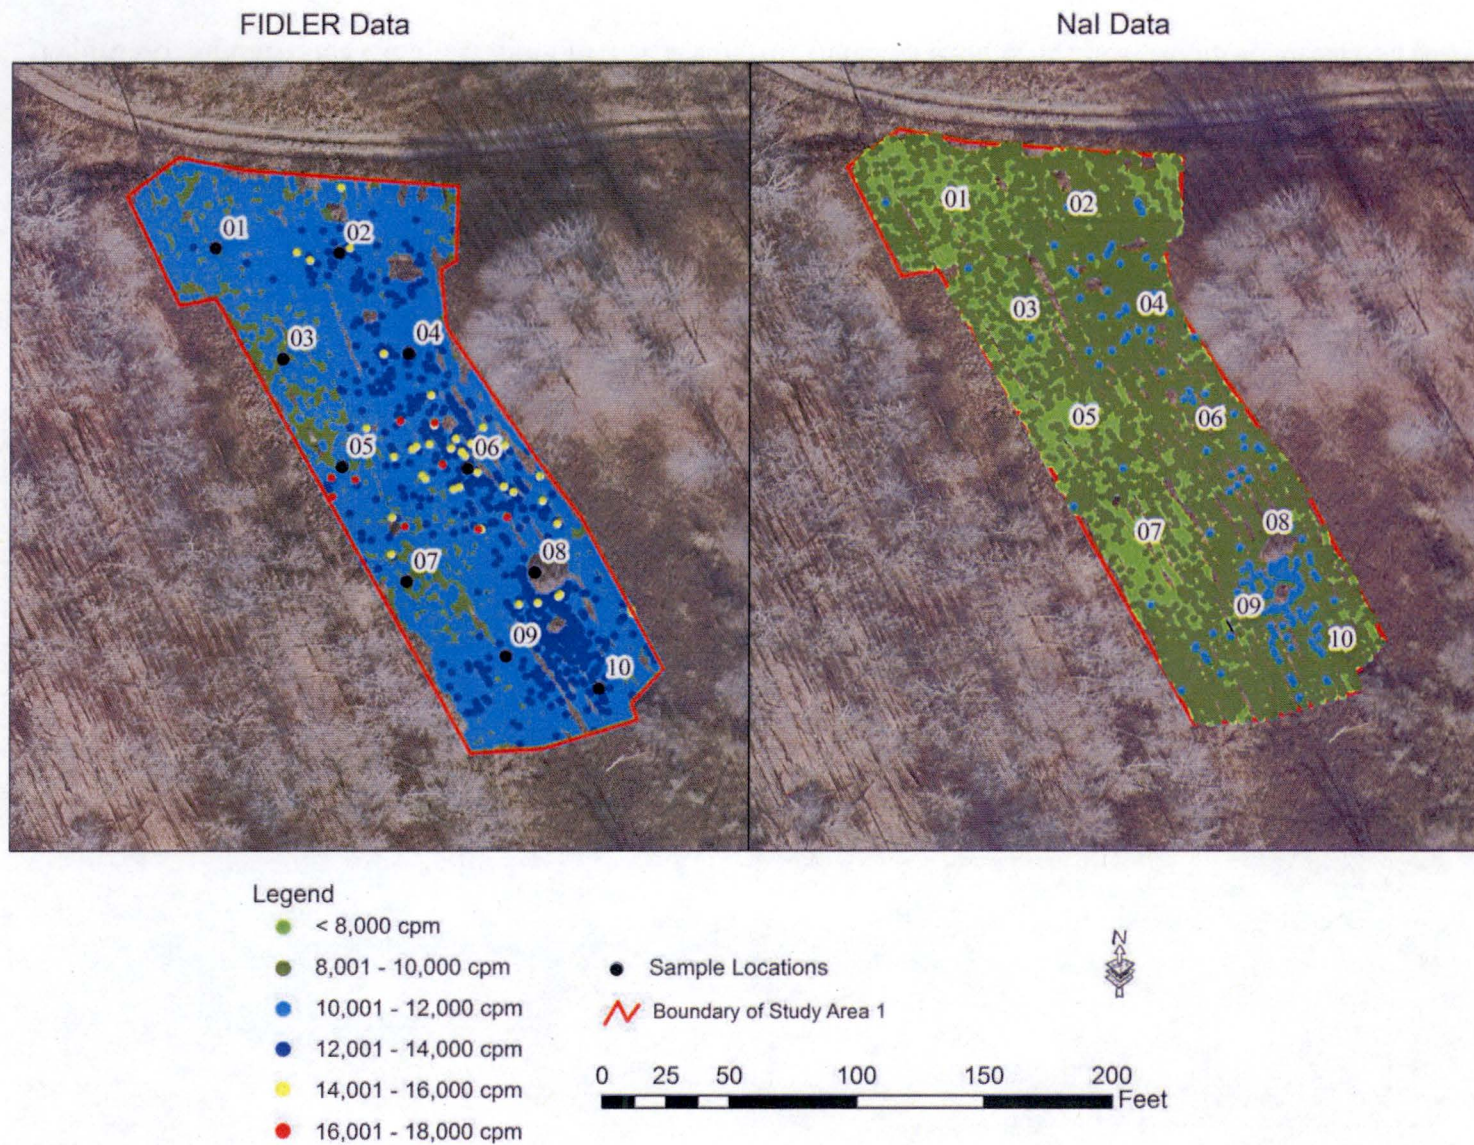 FIDLER Data
NaI Data
01
02
03
04
05
06
07
08
09
10
01
02
03
04
05
06
07
08
09
10
Legend
< 8,000 cpm
8,001 - 10,000 cpm
10,001 - 12,000 cpm
12,001 - 14,000 cpm
14,001 - 16,000 cpm
16,001 - 18,000 cpm
Sample Locations
Boundary of Study Area 1
N
0 25 50 100 150 200
Feet